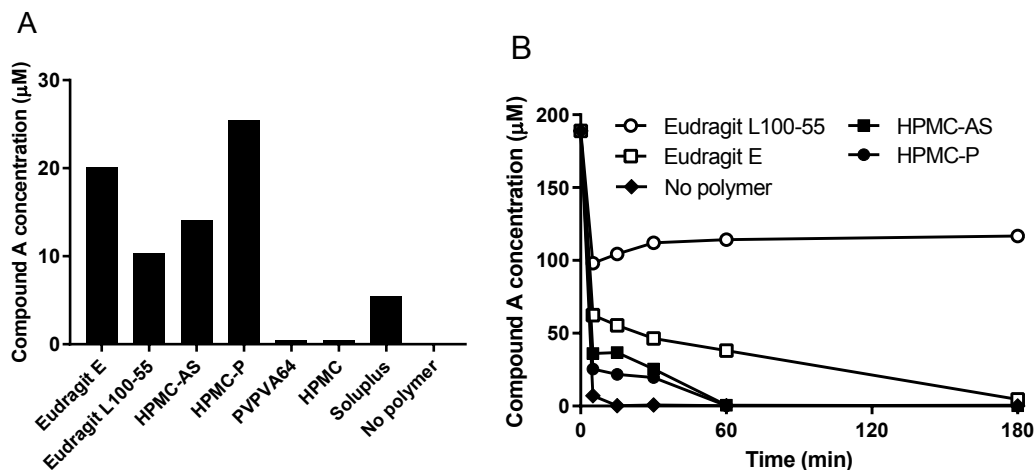 A
Compound A concentration (μM)
30
20
10
0
Eudragit E
Eudragit L100-55
HPMC-AS
HPMC-P
PVPVA64
HPMC
Soluplus
No polymer
B
Compound A concentration (μM)
200
150
100
50
0
Eudragit L100-55
HPMC-AS
Eudragit E
HPMC-P
No polymer
0
60
120
180
Time (min)